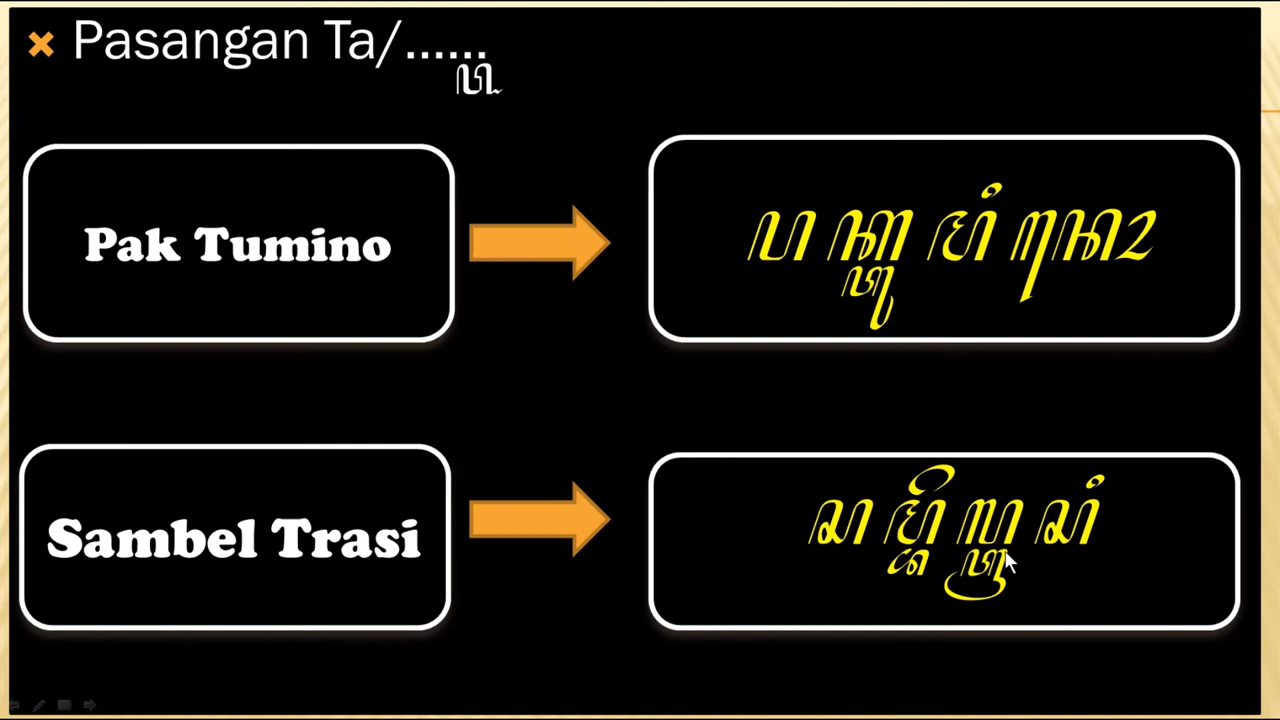 Pasangan Ta/......
꧀ꦠ
Pak Tumino
ꦥꦏ꧀ꦠꦸꦩꦶꦤꦺꦴ
Sambel Trasi
ꦱꦩ꧀ꦧꦼꦭ꧀ꦠꦿꦱꦶ